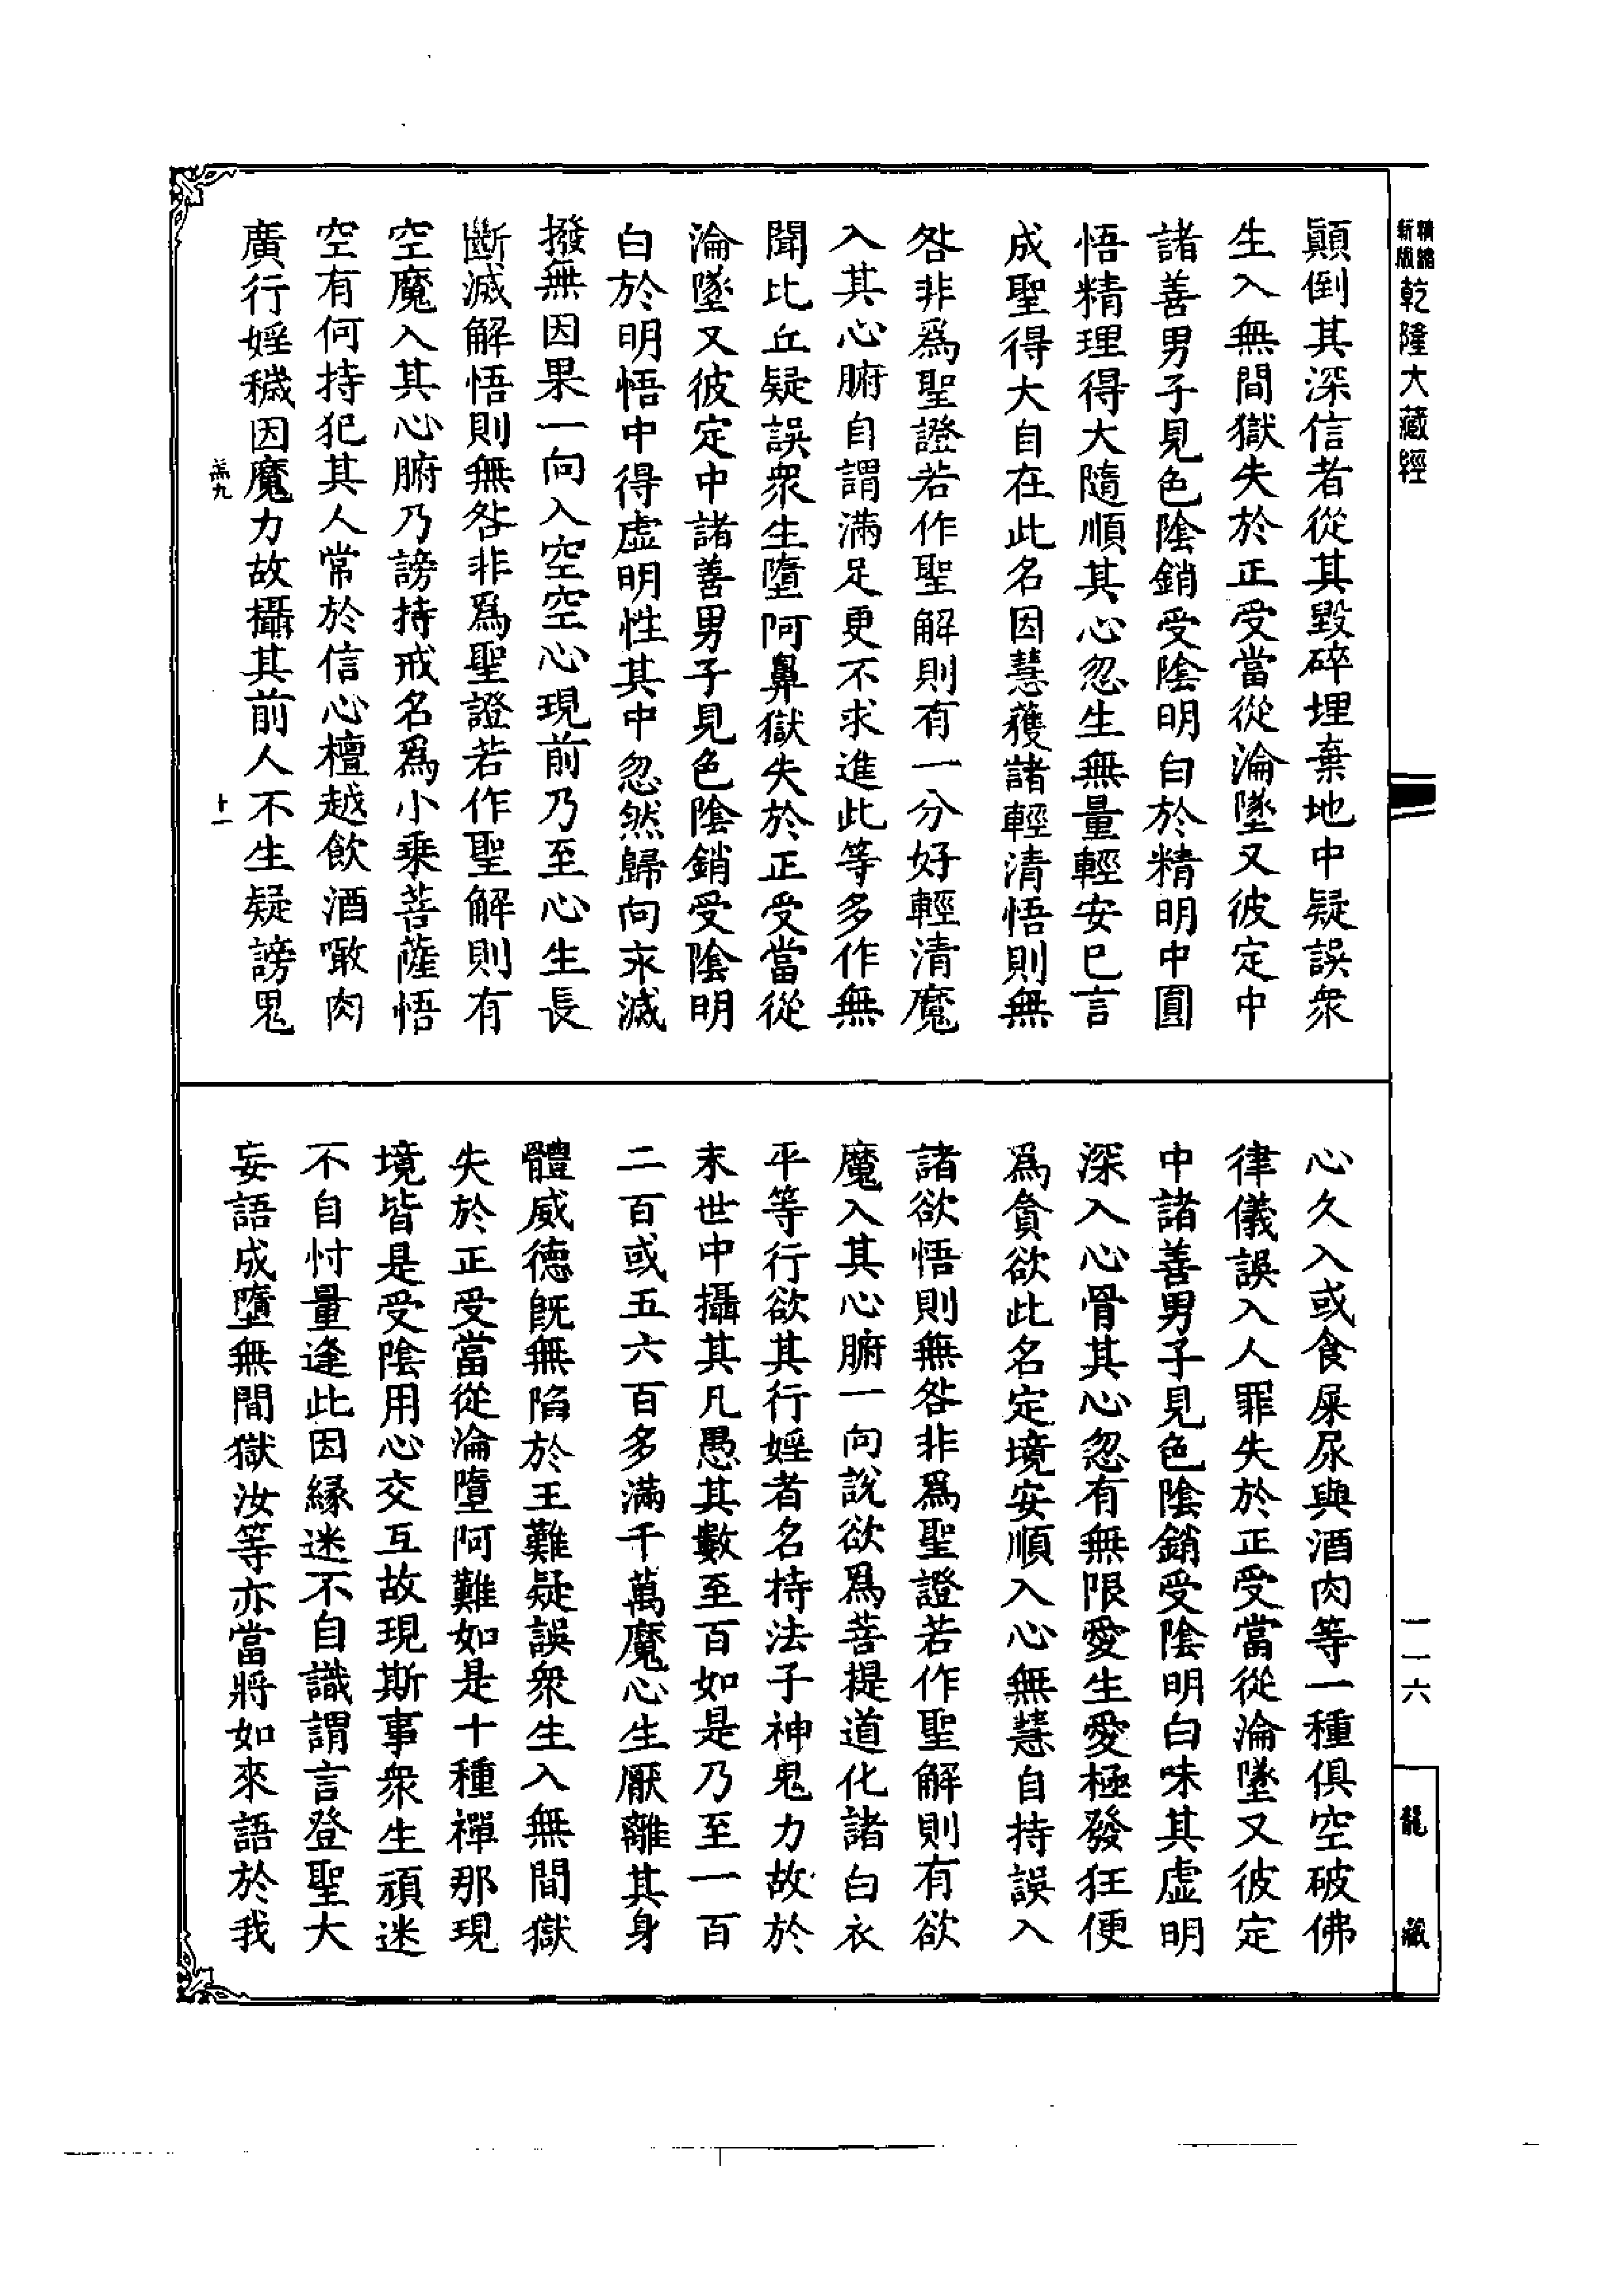 精縮
新版
乾隆大藏經
顚倒其深信者從其毀碎埋棄地中疑誤衆
生入無間獄失於正受當從淪墜又彼定中
諸善男子見色陰銷受陰明白於精明中圓
悟精理得大隨順其心忽生無量輕安已言
成聖得大自在此名因慧獲諸輕清悟則無
咎非爲聖證若作聖解則有一分好輕清魔
入其心腑自謂滿足更不求進此等多作無
聞比丘疑誤衆生墮阿鼻獄失於正受當從
淪墜又彼定中諸善男子見色陰銷受陰明
白於明悟中得虛明性其中忽然歸向永滅
撥無因果一向入空空心現前乃至心生長
斷滅解悟則無咎非爲聖證若作聖解則有
空魔入其心腑乃謗持戒名爲小乘菩薩悟
空有何持犯其人常於信心檀越飲酒噉肉
廣行婬穢因魔力故攝其前人不生疑謗鬼
十一
心久入或食屎尿與酒肉等一種俱空破佛
律儀誤入人罪失於正受當從淪墜又彼定
中諸善男子見色陰銷受陰明白味其虛明
深入心骨其心忽有無限愛生愛極發狂便
爲貪欲此名定境安順入心無慧自持誤入
諸欲悟則無咎非爲聖證若作聖解則有欲
魔入其心腑一向說欲爲菩提道化諸白衣
平等行欲其行婬者名持法子神鬼力故於
末世中攝其凡愚其數至百如是乃至一百
二百或五六百多滿千萬魔心生厭離其身
體威德旣無陷於王難疑誤衆生入無間獄
失於正受當從淪墮阿難如是十種禪那現
境皆是受陰用心交互故現斯事衆生頑迷
不自忖量逢此因緣迷不自識謂言登聖大
妄語成墮無間獄汝等亦當將如來語於我
一一六
龍藏